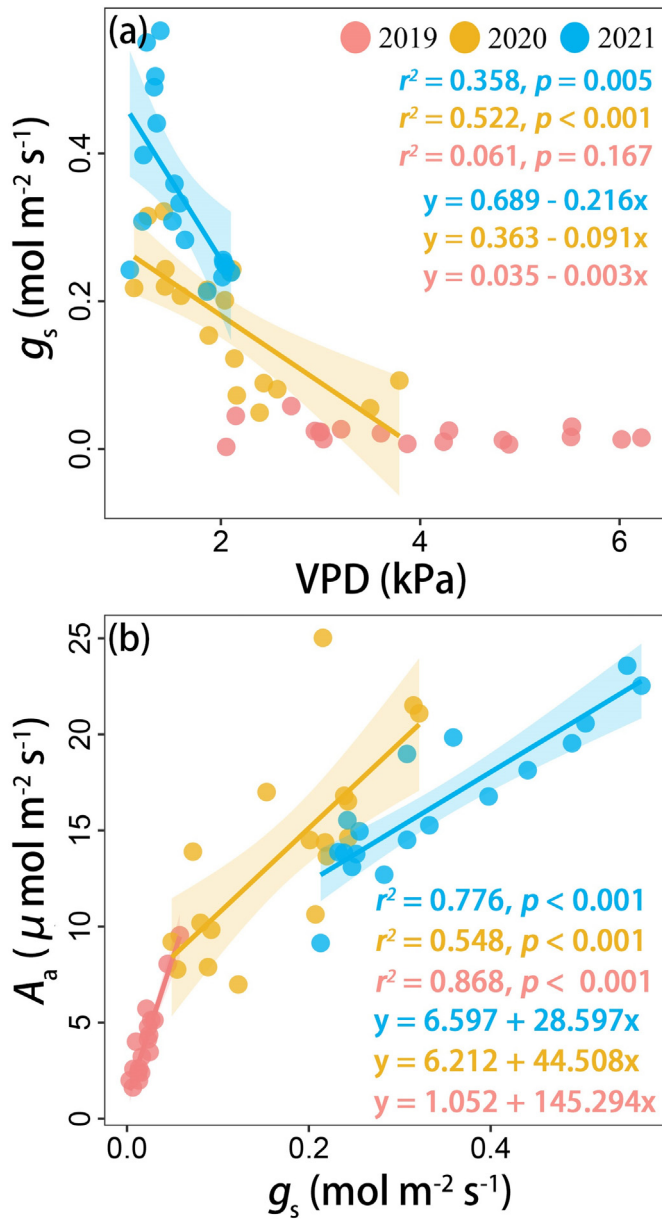 (a)
2019 2020 2021
r² = 0.358, p = 0.005
r² = 0.522, p < 0.001
r² = 0.061, p = 0.167
y = 0.689 - 0.216x
y = 0.363 - 0.091x
y = 0.035 - 0.003x
gs (mol m⁻² s⁻¹)
0.4
0.2
0.0
2 4 6
VPD (kPa)
(b)
Aa (μmol m⁻² s⁻¹)
25
20
15
10
5
0
r² = 0.776, p < 0.001
r² = 0.548, p < 0.001
r² = 0.868, p < 0.001
y = 6.597 + 28.597x
y = 6.212 + 44.508x
y = 1.052 + 145.294x
0.0 0.2 0.4
gs (mol m⁻² s⁻¹)